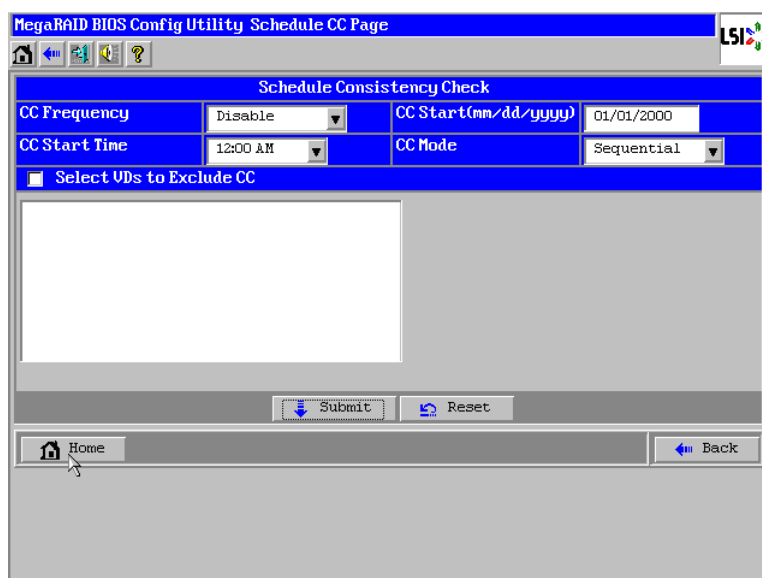 MegaRAID BIOS Config Utility Schedule CC Page
LSI
Schedule Consistency Check
CC Frequency Disable CC Start(mm/dd/yyyy) 01/01/2000
CC Start Time 12:00 AM CC Mode Sequential
Select VDs to Exclude CC
Submit Reset
Home Back